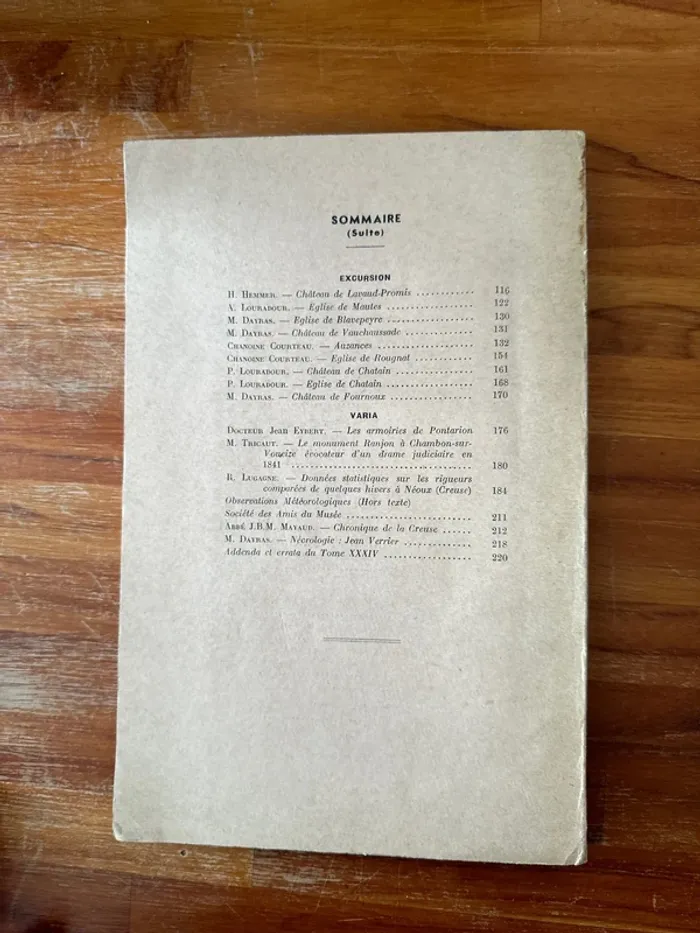 SOMMAIRE
(Suite)
EXCURSION
H. HEMMER. — Château de Lavaud-Promis ............ 116
A. LOURADOUR. — Eglise de Mautes .................. 122
M. DAYRAS. — Eglise de Blavepeyre .................. 130
M. DAYRAS. — Château de Vauchaussade .............. 131
CHANOINE COURTEAU. — Auzances .................... 132
CHANOINE COURTEAU. — Eglise de Rougnat ............ 154
P. LOURADOUR. — Château de Chatain ................ 161
P. LOURADOUR. — Eglise de Chatain .................. 168
M. DAYRAS. — Château de Fournoux .................. 170
VARIA
DOCTEUR Jean EYBERT. — Les armoiries de Pontarion 176
M. TRICAUT. — Le monument Ranjon à Chambon-sur-
Voueize évocateur d'un drame judiciaire en
1841 ........................................ 180
R. LUGAGNE. — Données statistiques sur les rigueurs
comparées de quelques hivers à Néoux (Creuse) 184
Observations Météorologiques (Hors texte)
Société des Amis du Musée .......................... 211
ABBÉ J.B.M. MAYAUD. — Chronique de la Creuse ...... 212
M. DAYRAS. — Nécrologie : Jean Verrier .............. 218
Addenda et errata du Tome XXXIV .................. 220